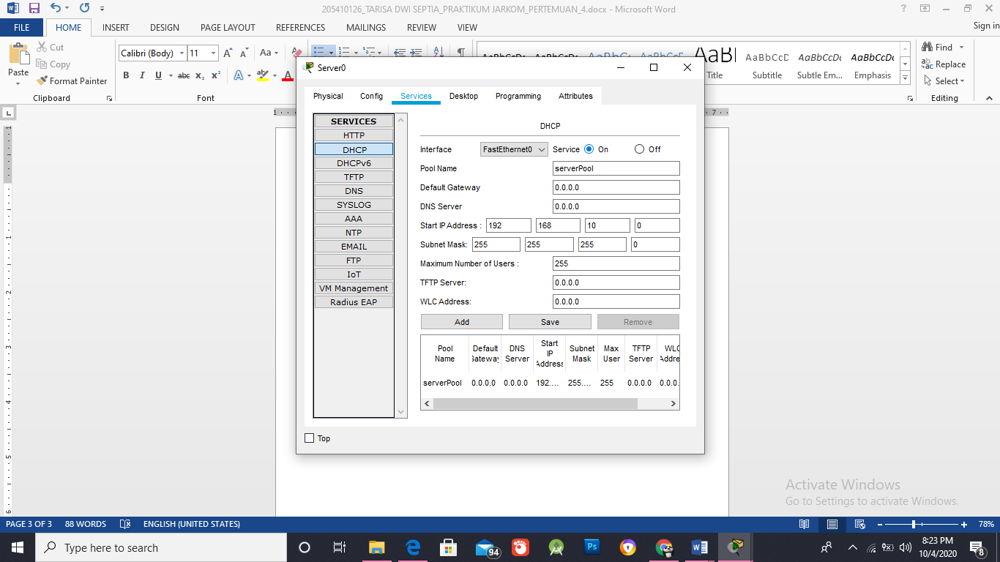 205410126_TARISA DWI SEPTIA_PRAKTIKUM JARKOM_PERTEMUAN_4.docx - Microsoft Word
FILE HOME INSERT DESIGN PAGE LAYOUT REFERENCES MAILINGS REVIEW VIEW Sign in
Paste
Cut
Copy
Format Painter
Clipboard
Calibri (Body) 11
Font
Title
AaBbCcD Subtitle
AaBbCcDc Subtle Em...
AaBbCcDc Emphasis
Find
Replace
Select
Editing
Server0
Physical Config Services Desktop Programming Attributes
SERVICES
HTTP
DHCP
DHCPv6
TFTP
DNS
SYSLOG
AAA
NTP
EMAIL
FTP
IoT
VM Management
Radius EAP
DHCP
Interface FastEthernet0 Service On Off
Pool Name serverPool
Default Gateway 0.0.0.0
DNS Server 0.0.0.0
Start IP Address : 192 168 10 0
Subnet Mask: 255 255 255 0
Maximum Number of Users : 255
TFTP Server: 0.0.0.0
WLC Address: 0.0.0.0
Add Save Remove
Pool Name Default Gateway DNS Server Start IP Address Subnet Mask Max User TFTP Server WLC Addre
serverPool 0.0.0.0 0.0.0.0 192.... 255.... 255 0.0.0.0 0.0.0.
Top
Activate Windows
Go to Settings to activate Windows.
PAGE 3 OF 3 88 WORDS ENGLISH (UNITED STATES) 78%
Type here to search
94
Ps
8:23 PM
10/4/2020
8